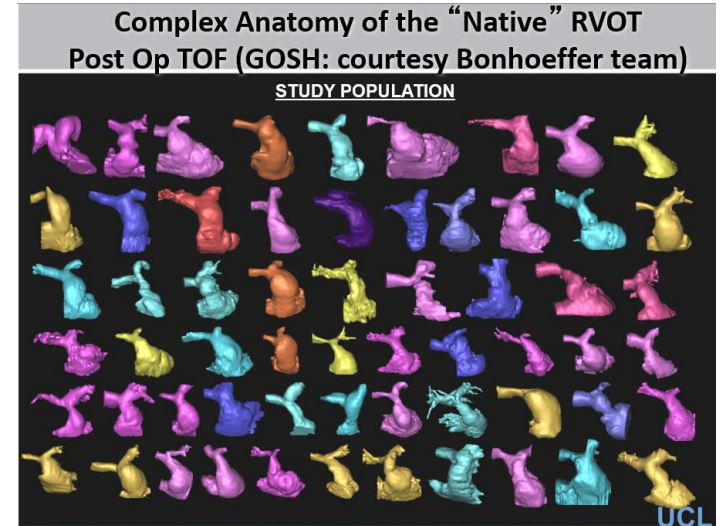 Complex Anatomy of the “Native” RVOT
Post Op TOF (GOSH: courtesy Bonhoeffer team)
STUDY POPULATION
UCL